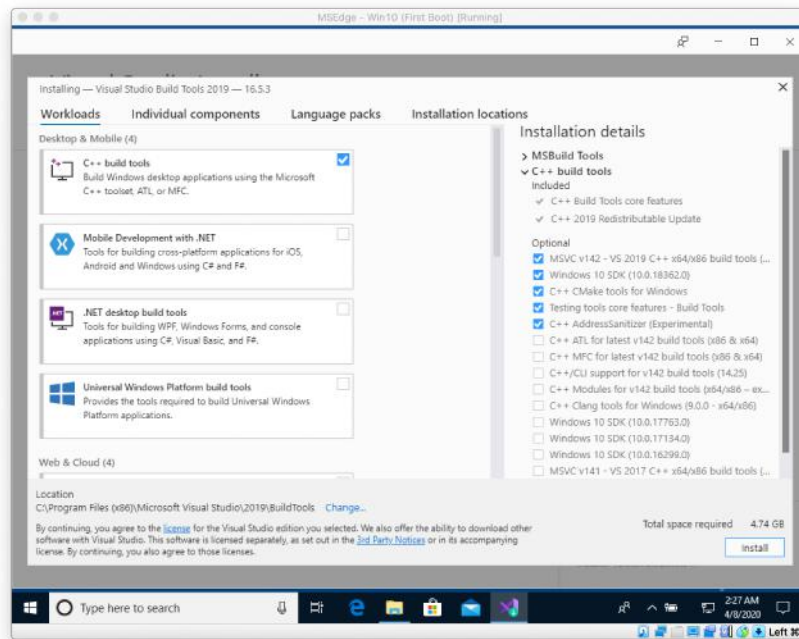 MSEdge - Win10 (First Boot) [Running]
Installing — Visual Studio Build Tools 2019 — 16.5.3
Workloads Individual components Language packs Installation locations
Desktop & Mobile (4)
C++ build tools
Build Windows desktop applications using the Microsoft
C++ toolset, ATL, or MFC.
Mobile Development with .NET
Tools for building cross-platform applications for iOS,
Android and Windows using C# and F#.
.NET desktop build tools
Tools for building WPF, Windows Forms, and console
applications using C#, Visual Basic, and F#.
Universal Windows Platform build tools
Provides the tools required to build Universal Windows
Platform applications.
Web & Cloud (4)
Installation details
MSBuild Tools
C++ build tools
Included
C++ Build Tools core features
C++ 2019 Redistributable Update
Optional
MSVC v142 - VS 2019 C++ x64/x86 build tools (...
Windows 10 SDK (10.0.18362.0)
C++ CMake tools for Windows
Testing tools core features - Build Tools
C++ AddressSanitizer (Experimental)
C++ ATL for latest v142 build tools (x86 & x64)
C++ MFC for latest v142 build tools (x86 & x64)
C++/CLI support for v142 build tools (14.25)
C++ Modules for v142 build tools (x64/x86 – ex...
C++ Clang tools for Windows (9.0.0 - x64/x86)
Windows 10 SDK (10.0.17763.0)
Windows 10 SDK (10.0.17134.0)
Windows 10 SDK (10.0.16299.0)
MSVC v141 - VS 2017 C++ x64/x86 build tools (...
Location
C:\Program Files (x86)\Microsoft Visual Studio\2019\BuildTools Change...
By continuing, you agree to the license for the Visual Studio edition you selected. We also offer the ability to download other
software with Visual Studio. This software is licensed separately, as set out in the 3rd Party Notices or in its accompanying
license. By continuing, you also agree to those licenses.
Total space required 4.74 GB
Install
Type here to search
2:27 AM
4/8/2020
Left ⌘